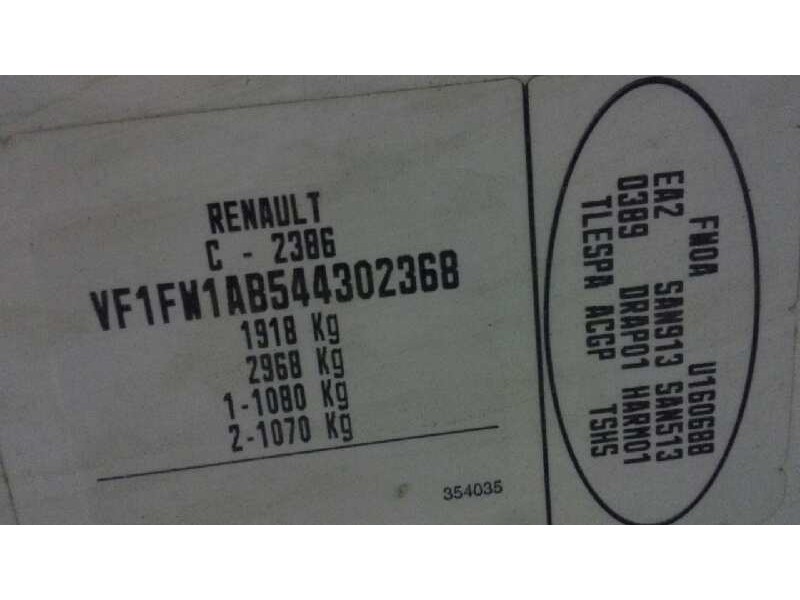 RENAULT
C - 2386
VF1FW1AB544302368
1918 Kg
2968 Kg
1-1080 Kg
2-1070 Kg
354035
FW0A U160688
EA2 SAN913 SAN513
D3B9 DRAP01 HARM01
TLESPA ACGP TSHS